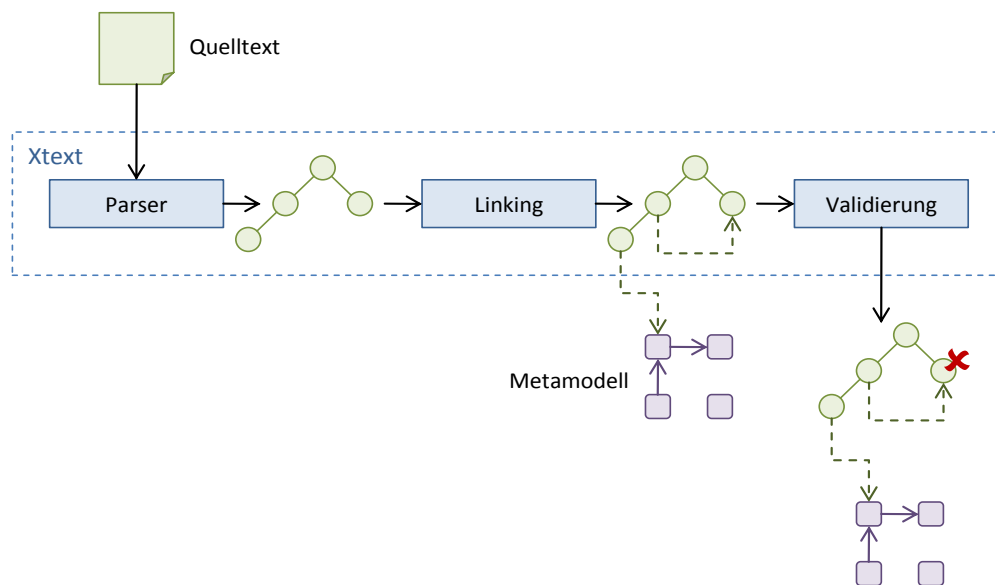 Quelltext
Xtext
Parser
Linking
Validierung
Metamodell